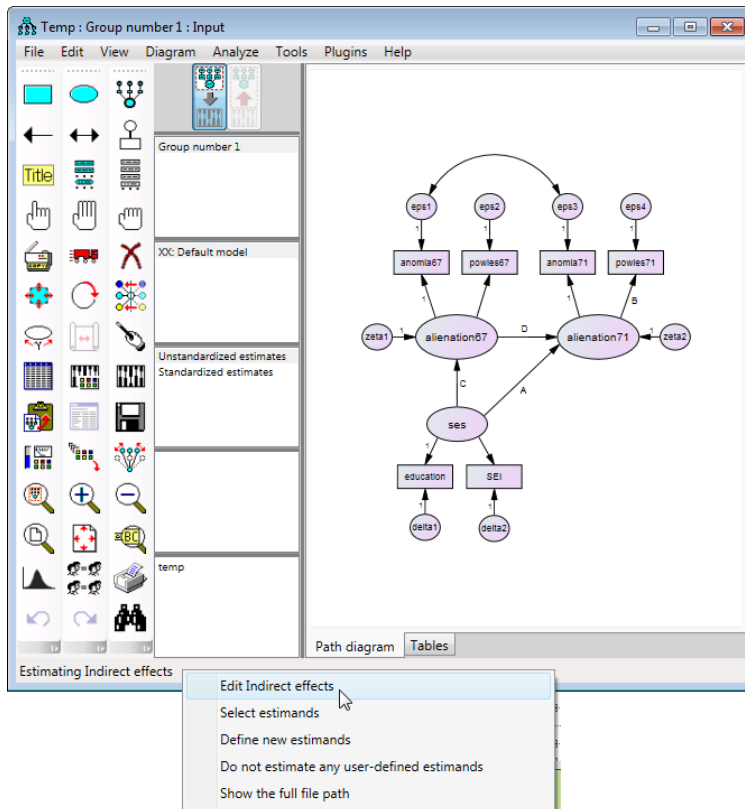 Temp : Group number 1 : Input
File Edit View Diagram Analyze Tools Plugins Help
Title
Group number 1
XX: Default model
Unstandardized estimates
Standardized estimates
temp
eps1 eps2 eps3 eps4
1 1 1 1
anomia67 powles67 anomia71 powles71
1 1 B
zeta1 1 alienation67 D alienation71 1 zeta2
C A
ses
1
education SEI
1 1
delta1 delta2
Path diagram Tables
Estimating Indirect effects
Edit Indirect effects
Select estimands
Define new estimands
Do not estimate any user-defined estimands
Show the full file path